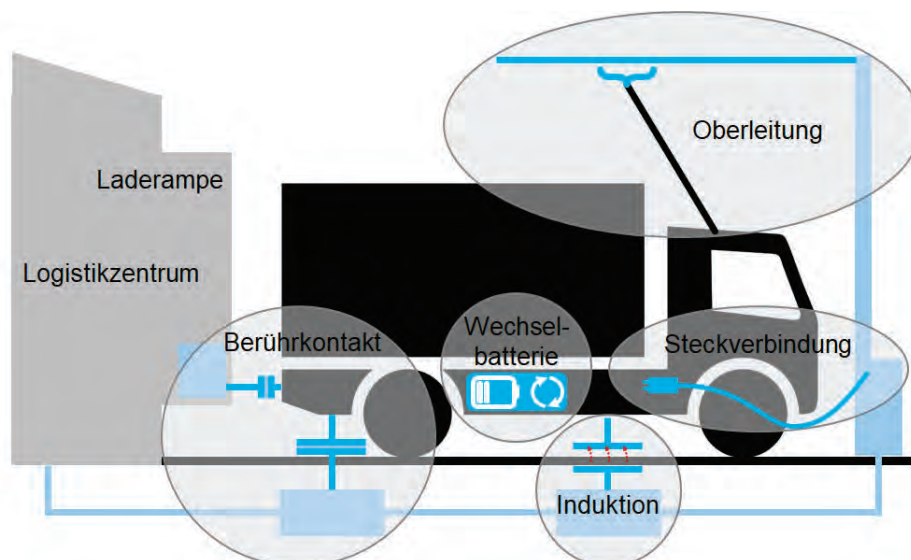 Oberleitung
Laderampe
Logistikzentrum
Berührkontakt
Wechsel-
batterie
Steckverbindung
Induktion